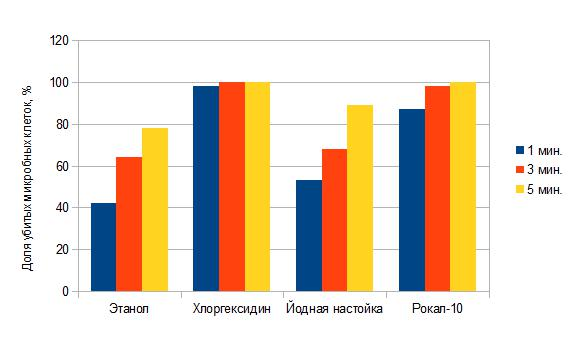 Доля убитых микробных клеток, %
120
100
80
60
40
20
0
Этанол
Хлоргексидин
Йодная настойка
Рокал-10
1 мин.
3 мин.
5 мин.